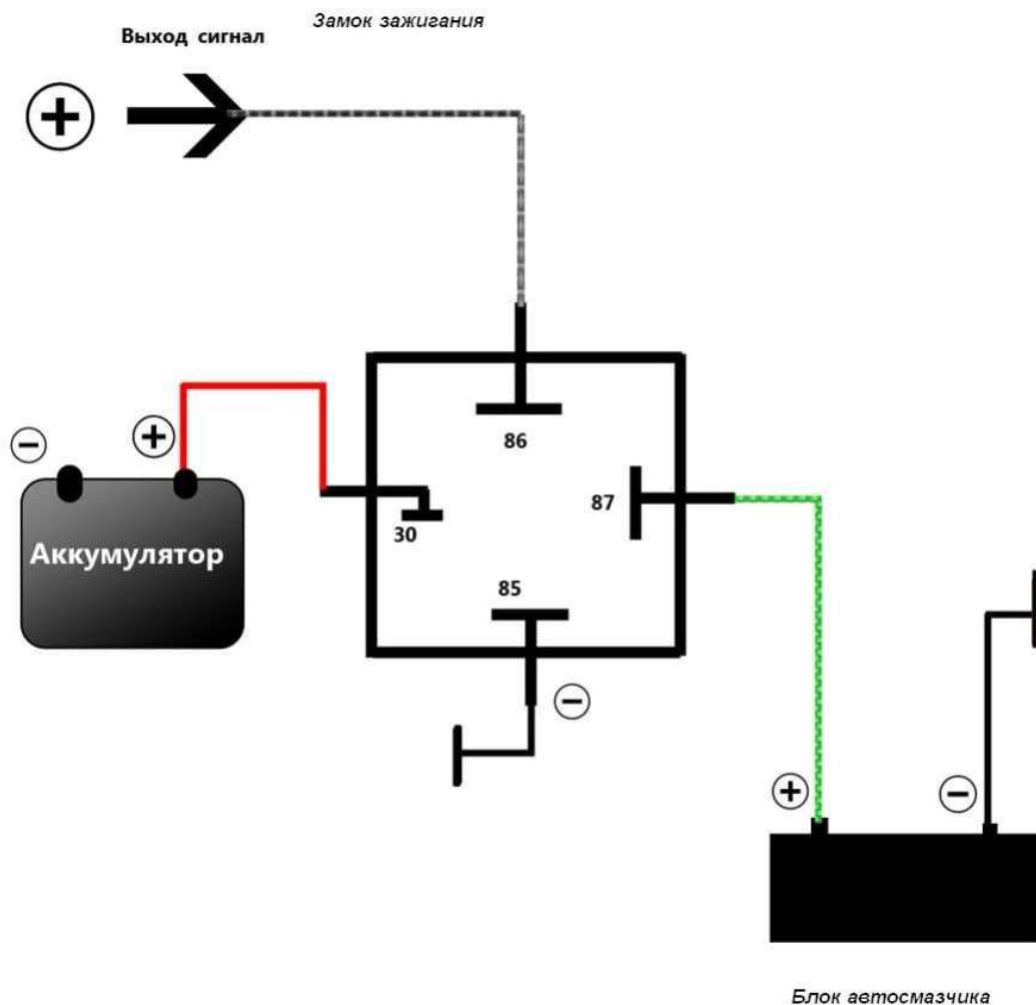 Замок зажигания
Выход сигнал
+
86
− +
87
30
Аккумулятор
85
−
+ −
Блок автосмазчика